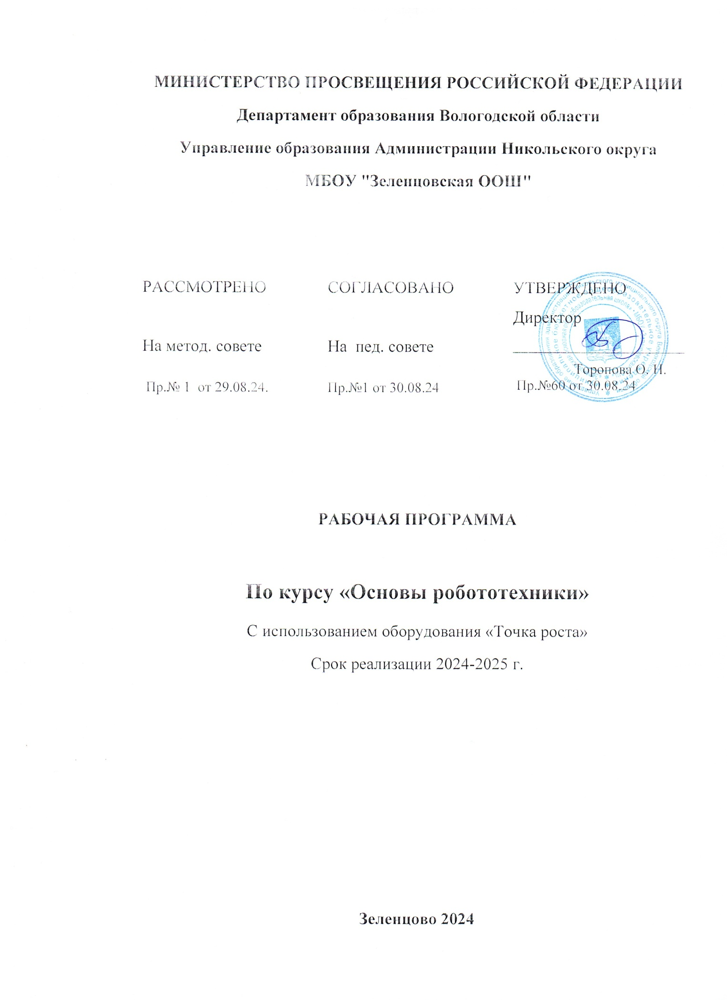 МИНИСТЕРСТВО ПРОСВЕЩЕНИЯ РОССИЙСКОЙ ФЕДЕРАЦИИ
Департамент образования Вологодской области
Управление образования Администрации Никольского округа
МБОУ "Зеленцовская ООШ"
РАССМОТРЕНО
На метод. совете
Пр.№ 1 от 29.08.24.
СОГЛАСОВАНО
На пед. совете
Пр.№1 от 30.08.24
УТВЕРЖДЕНО
Директор
Торопова О. Н.
Пр.№60 от 30.08.24
РАБОЧАЯ ПРОГРАММА
По курсу «Основы робототехники»
С использованием оборудования «Точка роста»
Срок реализации 2024-2025 г.
Зеленцово 2024